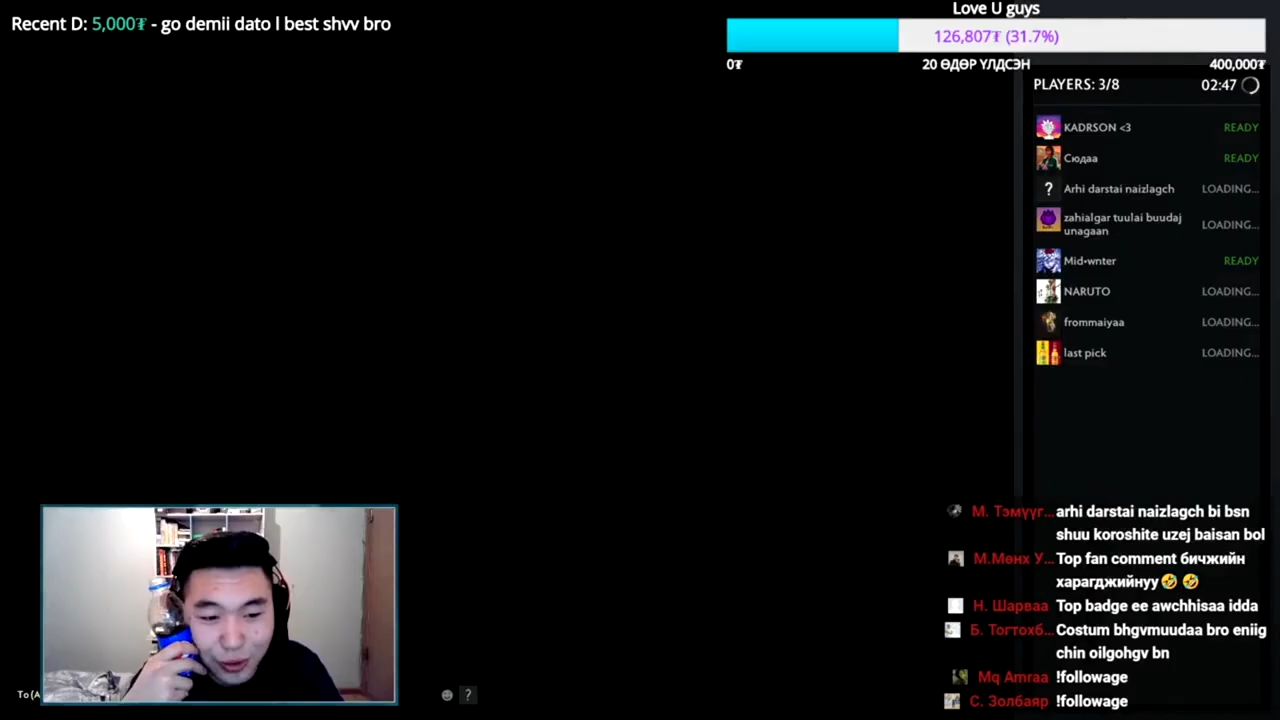 Recent D: 5,000₮ - go demii dato l best shvv bro
Love U guys
126,807₮ (31.7%)
0₮
20 ӨДӨР ҮЛДСЭН
400,000₮
PLAYERS: 3/8
02:47
KADRSON <3
READY
Сюдаа
READY
?
Arhi darstai naizlagch
LOADING...
zahialgar tuulai buudaj
unagaan
LOADING...
Mid•wnter
READY
NARUTO
LOADING...
frommaiyaa
LOADING...
last pick
LOADING...
М. Тэмүүг... arhi darstai naizlagch bi bsn
shuu koroshite uzej baisan bol
М.Мөнх У... Top fan comment бичжийн
харагджийнуу🤣 🤣
Н. Шарваа Top badge ee awchhisaa idda
Б. Тогтохб... Costum bhgvmuudaa bro eniig
chin oilgohgv bn
Mq Amraa !followage
С. Золбаяр !followage
To (A
?